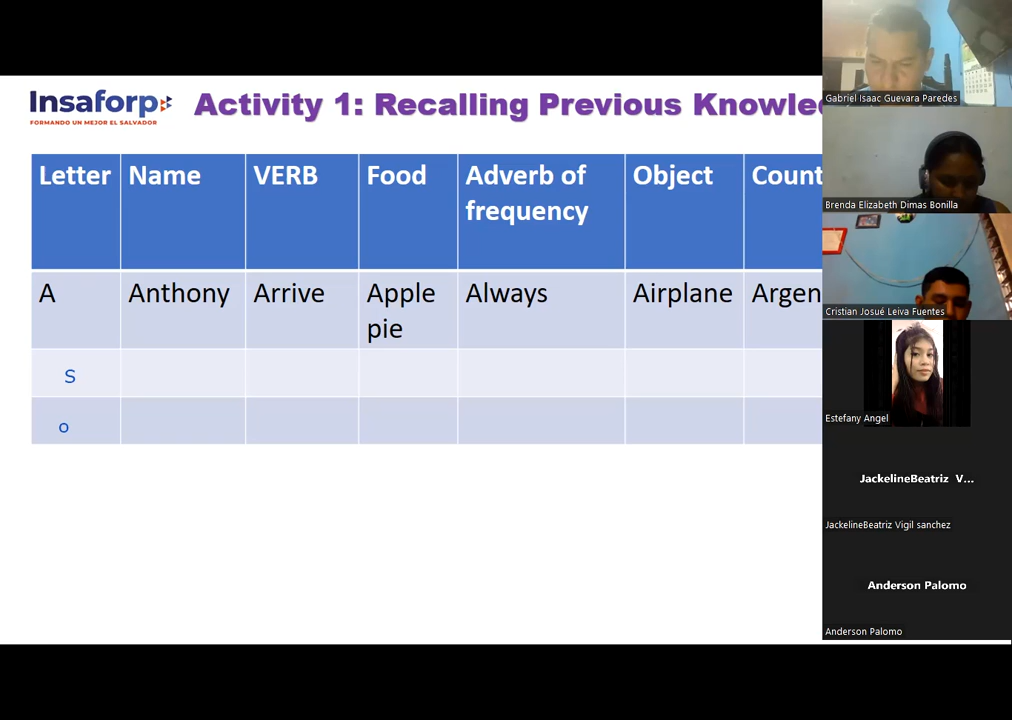 Insaforp
FORMANDO UN MEJOR EL SALVADOR
Activity 1: Recalling Previous Knowle
Letter Name VERB Food Adverb of frequency Object Count
A Anthony Arrive Apple pie Always Airplane Argen
S
o
Gabriel Isaac Guevara Paredes
Brenda Elizabeth Dimas Bonilla
Cristian Josué Leiva Fuentes
Estefany Angel
JackelineBeatriz V...
JackelineBeatriz Vigil sanchez
Anderson Palomo
Anderson Palomo